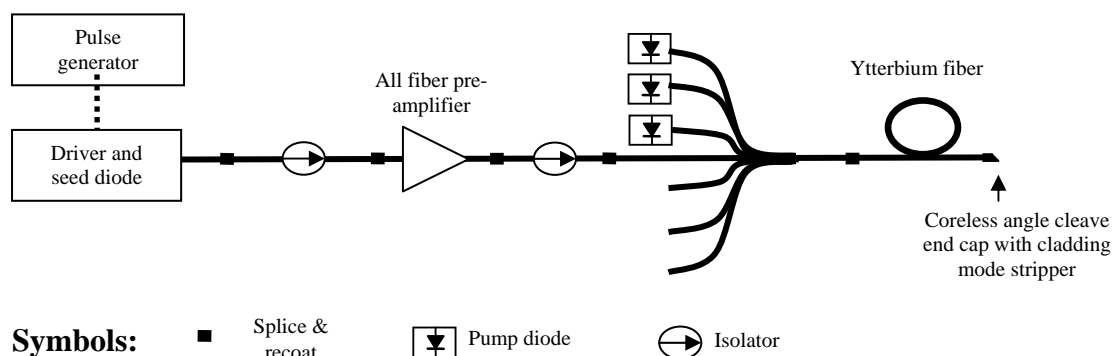 Pulse
generator
All fiber pre-
amplifier
Ytterbium fiber
Driver and
seed diode
Coreless angle cleave
end cap with cladding
mode stripper
Symbols:
Splice &
recoat
Pump diode
Isolator